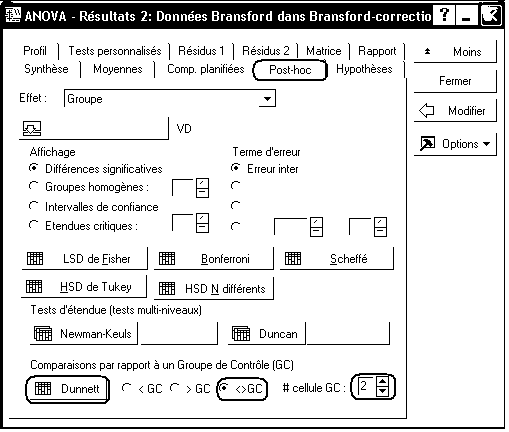 ANOVA - Résultats 2: Données Bransford dans Bransford-correctio
Profil Tests personnalisés Résidus 1 Résidus 2 Matrice Rapport
Synthèse Moyennes Comp. planifiées Post-hoc Hypothèses
Moins
Fermer
Modifier
Options
Effet : Groupe
VD
Affichage Terme d'erreur
Différences significatives Erreur inter
Groupes homogènes :
Intervalles de confiance
Etendues critiques :
LSD de Fisher Bonferroni Scheffé
HSD de Tukey HSD N différents
Tests d'étendue (tests multi-niveaux)
Newman-Keuls Duncan
Comparaisons par rapport à un Groupe de Contrôle (GC)
Dunnett < GC > GC <>GC # cellule GC : 2